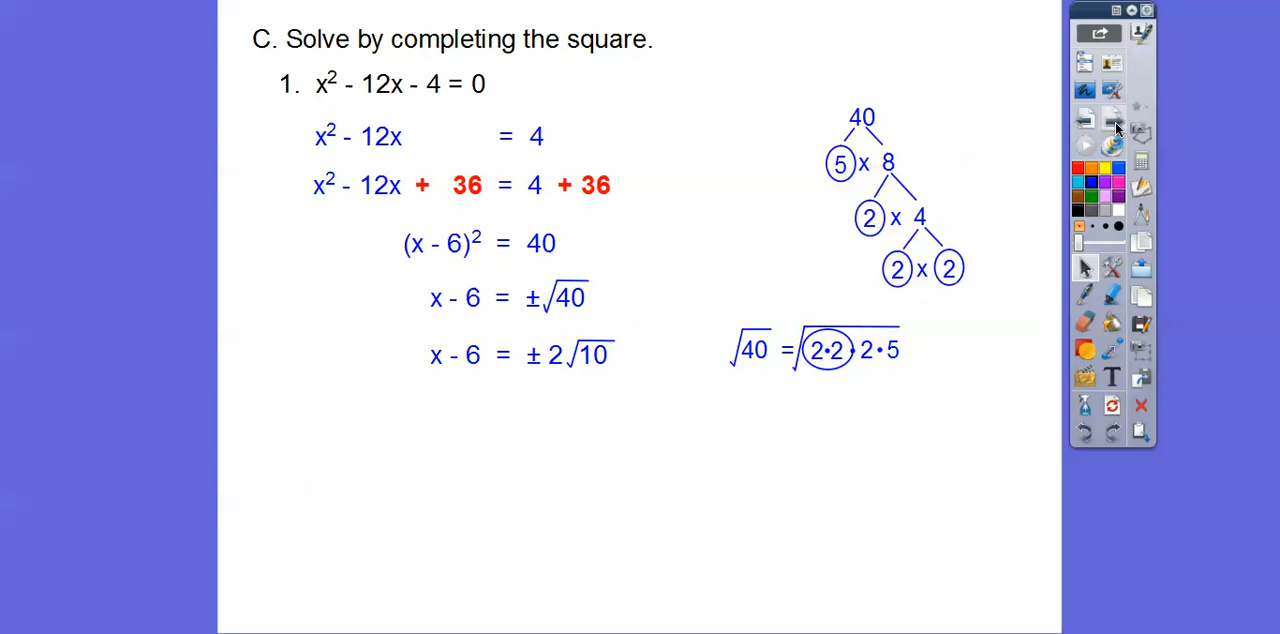 C. Solve by completing the square.
1. x² - 12x - 4 = 0
x² - 12x = 4
x² - 12x + 36 = 4 + 36
(x - 6)² = 40
x - 6 = ±√40
x - 6 = ± 2√10
40
5 x 8
2 x 4
2 x 2
√40 = √2•2•2•5
T